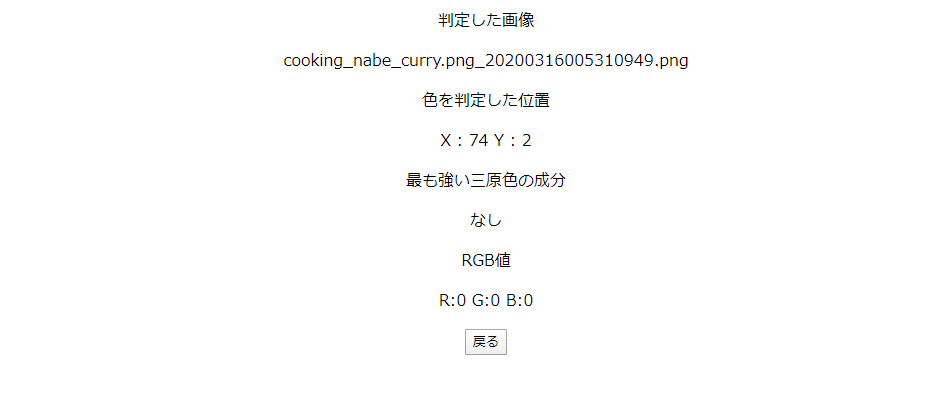 判定した画像
cooking_nabe_curry.png_20200316005310949.png
色を判定した位置
X : 74 Y : 2
最も強い三原色の成分
なし
RGB値
R:0 G:0 B:0
戻る